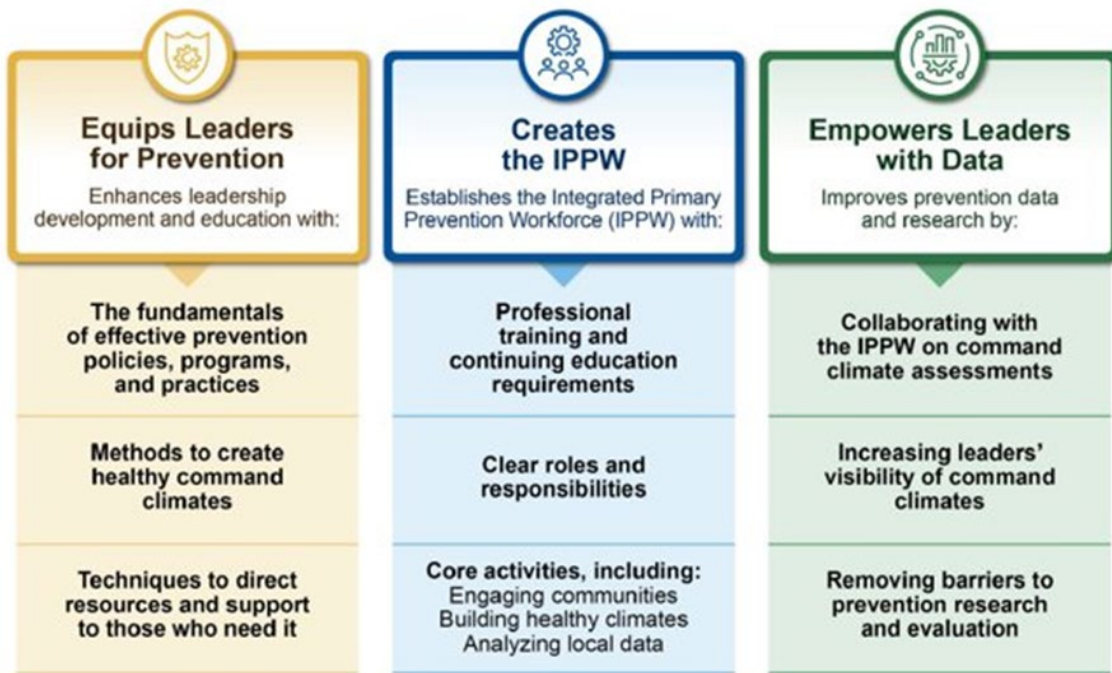 Equips Leaders
for Prevention
Enhances leadership
development and education with:
The fundamentals
of effective prevention
policies, programs,
and practices
Methods to create
healthy command
climates
Techniques to direct
resources and support
to those who need it
Creates
the IPPW
Establishes the Integrated Primary
Prevention Workforce (IPPW) with:
Professional
training and
continuing education
requirements
Clear roles and
responsibilities
Core activities, including:
Engaging communities
Building healthy climates
Analyzing local data
Empowers Leaders
with Data
Improves prevention data
and research by:
Collaborating with
the IPPW on command
climate assessments
Increasing leaders'
visibility of command
climates
Removing barriers to
prevention research
and evaluation